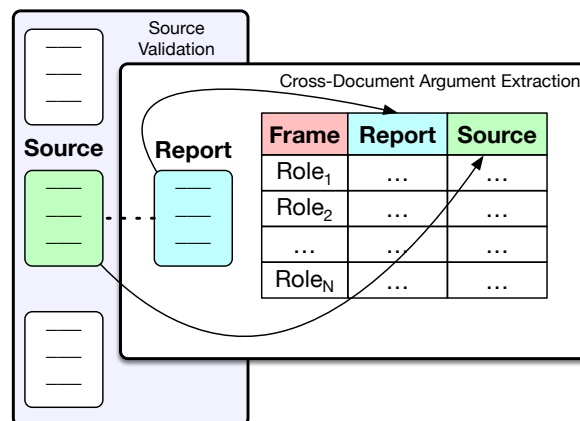 Source
Validation
Cross-Document Argument Extraction
Source
Report
Frame Report Source
Role1 ... ...
Role2 ... ...
... ... ...
RoleN ... ...